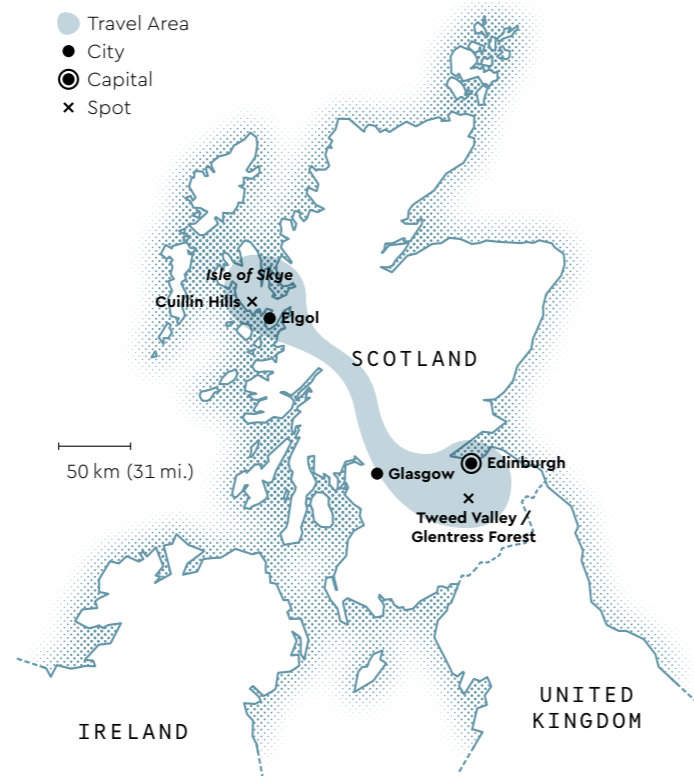 Travel Area
City
Capital
Spot
Isle of Skye
Cuillin Hills
Elgol
SCOTLAND
50 km (31 mi.)
Edinburgh
Glasgow
Tweed Valley /
Glentress Forest
UNITED
KINGDOM
IRELAND